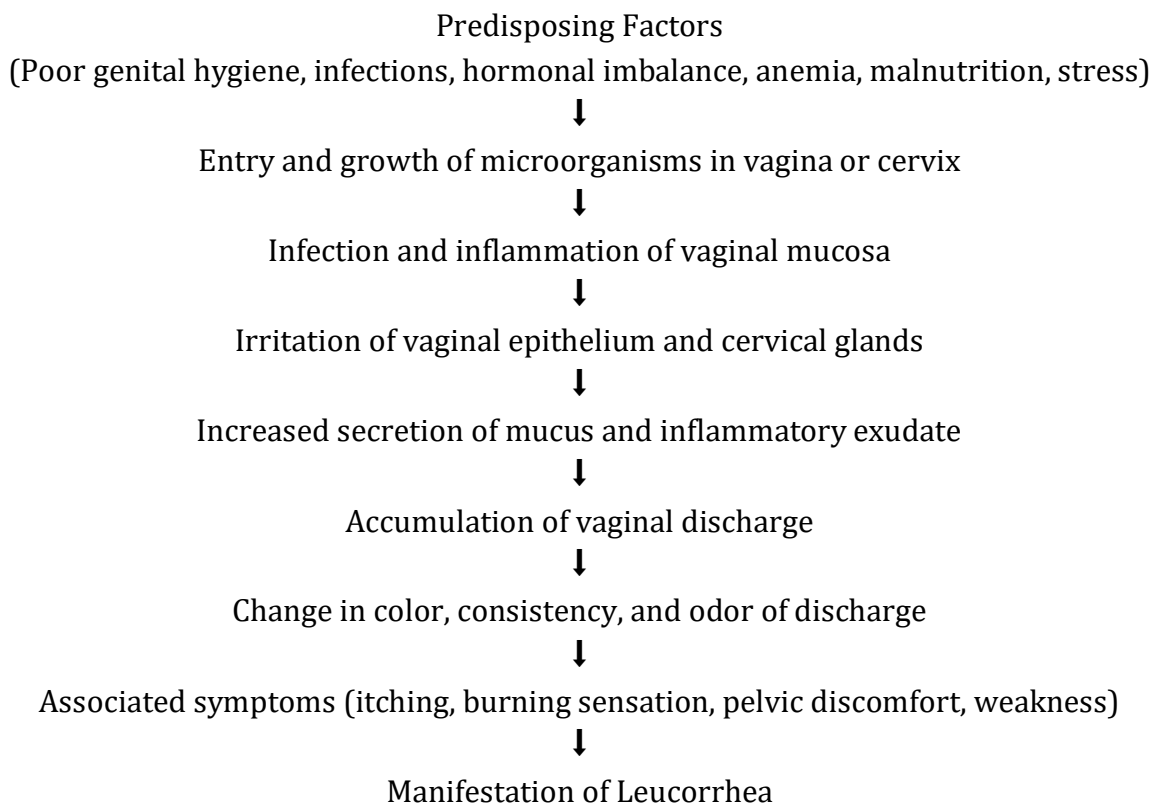 Predisposing Factors
(Poor genital hygiene, infections, hormonal imbalance, anemia, malnutrition, stress)
Entry and growth of microorganisms in vagina or cervix
Infection and inflammation of vaginal mucosa
Irritation of vaginal epithelium and cervical glands
Increased secretion of mucus and inflammatory exudate
Accumulation of vaginal discharge
Change in color, consistency, and odor of discharge
Associated symptoms (itching, burning sensation, pelvic discomfort, weakness)
Manifestation of Leucorrhea